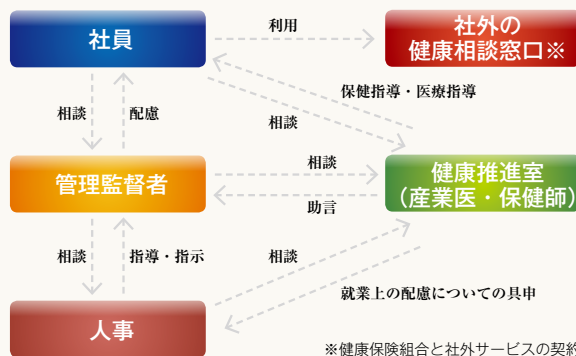 社員
利用
社外の
健康相談窓口※
保健指導・医療指導
相談
配慮
相談
管理監督者
相談
助言
健康推進室
（産業医・保健師）
相談
指導・指示
相談
就業上の配慮についての具申
人事
※健康保険組合と社外サービスの契約